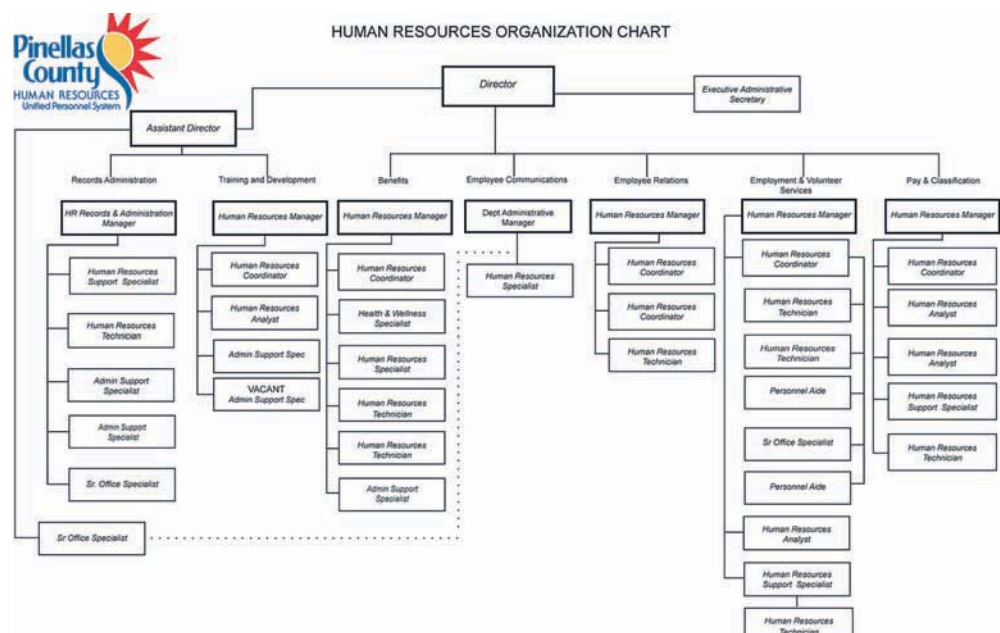 HUMAN RESOURCES ORGANIZATION CHART
Pinellas
County
HUMAN RESOURCES
Unified Personnel System
Director
Executive Administrative
Secretary
Assistant Director
Records Administration
Training and Development
Benefits
Employee Communications
Employee Relations
Employment & Volunteer
Services
Pay & Classification
HR Records & Administration
Manager
Human Resources
Support Specialist
Human Resources
Technician
Admin Support
Specialist
Admin Support
Specialist
Sr. Office Specialist
Sr Office Specialist
Human Resources Manager
Human Resources
Coordinator
Human Resources
Analyst
Admin Support Spec
VACANT
Admin Support Spec
Human Resources Manager
Human Resources
Coordinator
Health & Wellness
Specialist
Human Resources
Specialist
Human Resources
Technician
Human Resources
Technician
Admin Support
Specialist
Dept Administrative
Manager
Human Resources
Specialist
Human Resources Manager
Human Resources
Coordinator
Human Resources
Coordinator
Human Resources
Technician
Human Resources Manager
Human Resources
Coordinator
Human Resources
Technician
Human Resources
Technician
Personnel Aide
Sr Office Specialist
Personnel Aide
Human Resources
Analyst
Human Resources
Support Specialist
Human Resources
Technician
Human Resources Manager
Human Resources
Coordinator
Human Resources
Analyst
Human Resources
Analyst
Human Resources
Support Specialist
Human Resources
Technician